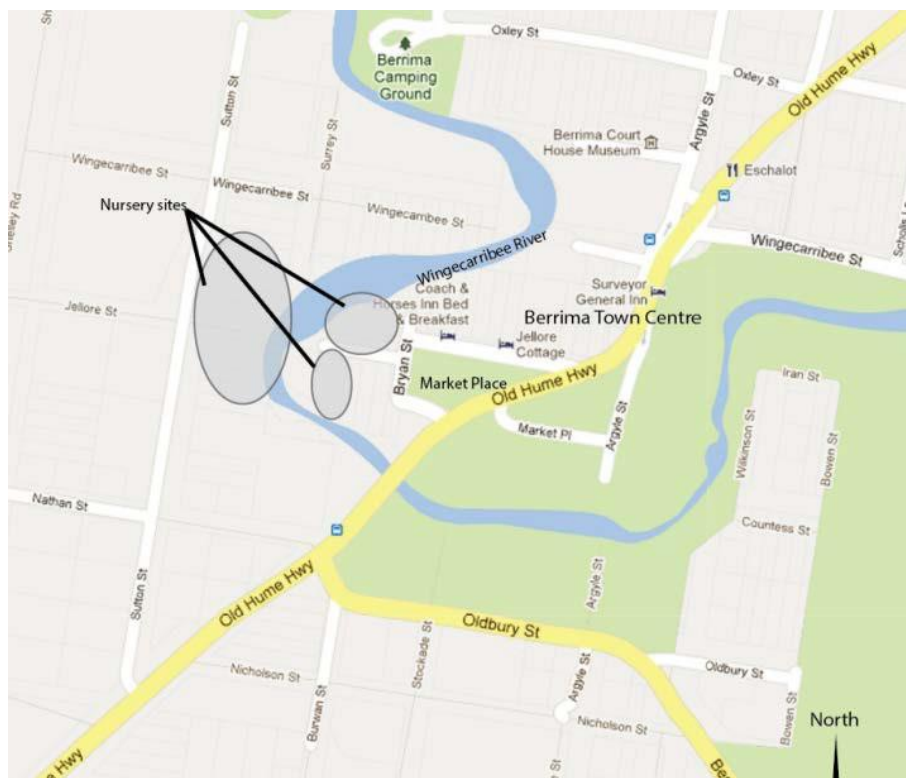 Sh
Oxley St
Berrima
Camping
Ground
Oxley St
Sutton St
Surrey St
Argyle St
Old Hume Hwy
Berrima Court
House Museum
Eschalot
Wingecarribee St
Wingecarribee St
Wingecarribee St
Nursery sites
Wingecarribee River
Wingecarribee St
Coach &
Horses Inn Bed
& Breakfast
Surveyor
General Inn
Berrima Town Centre
Jellore St
Jellore
Cottage
Bryan St
Market Place
Old Hume Hwy
Iran St
Market Pl
Argyle St
Wilkinson St
Bowen St
Nathan St
Countess St
Sutton St
Old Hume Hwy
Argyle St
Oldbury St
Stockade St
Nicholson St
Oldbury St
Argyle St
Burwan St
Nicholson St
Bowen St
North
Hume Hwy
Be